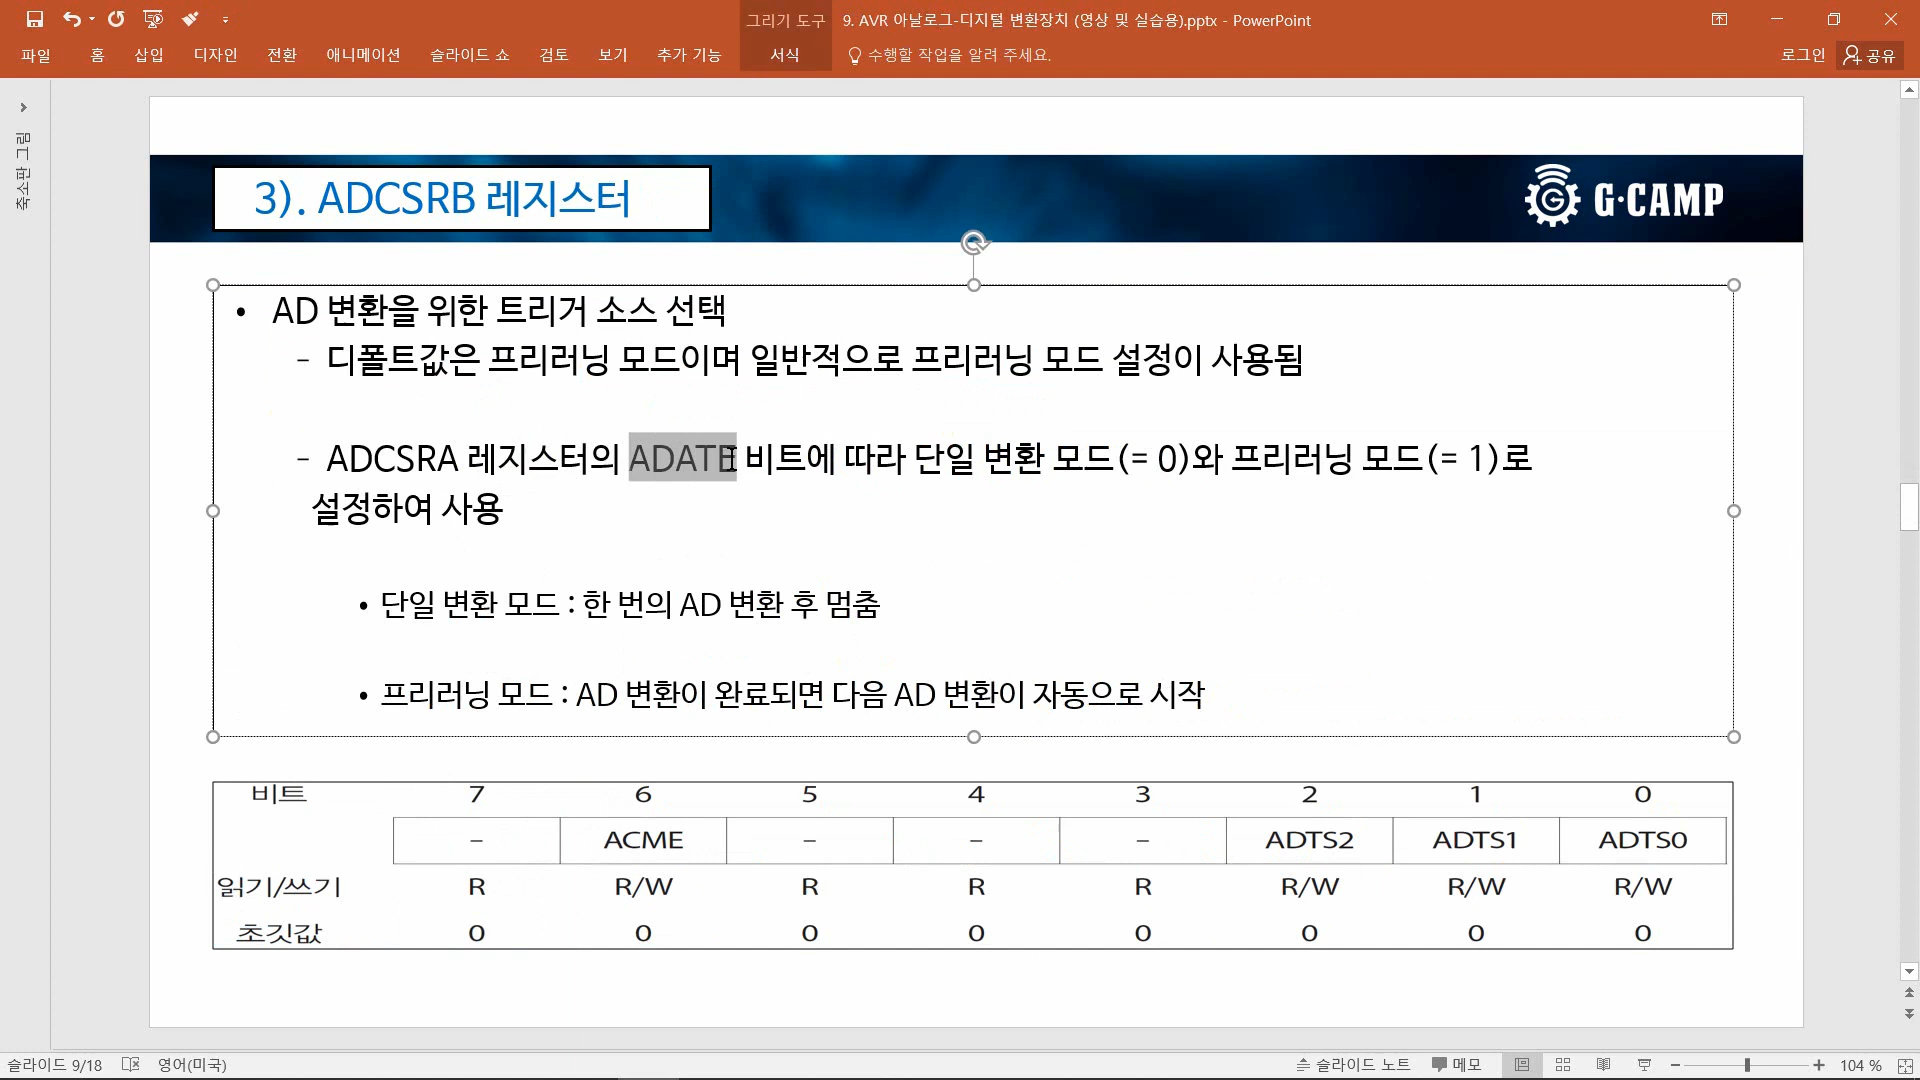 그리기 도구
9. AVR 아날로그-디지털 변환장치 (영상 및 실습용).pptx - PowerPoint
파일 홈 삽입 디자인 전환 애니메이션 슬라이드 쇼 검토 보기 추가 기능 서식 수행할 작업을 알려 주세요. 로그인 공유
축소판 그림
3). ADCSRB 레지스터
G·CAMP
• AD 변환을 위한 트리거 소스 선택
- 디폴트값은 프리러닝 모드이며 일반적으로 프리러닝 모드 설정이 사용됨
- ADCSRA 레지스터의 ADATE 비트에 따라 단일 변환 모드(= 0)와 프리러닝 모드(= 1)로
설정하여 사용
• 단일 변환 모드 : 한 번의 AD 변환 후 멈춤
• 프리러닝 모드 : AD 변환이 완료되면 다음 AD 변환이 자동으로 시작
비트 7 6 5 4 3 2 1 0
– ACME – – – ADTS2 ADTS1 ADTS0
읽기/쓰기 R R/W R R R R/W R/W R/W
초깃값 0 0 0 0 0 0 0 0
슬라이드 9/18 영어(미국) 슬라이드 노트 메모 104 %